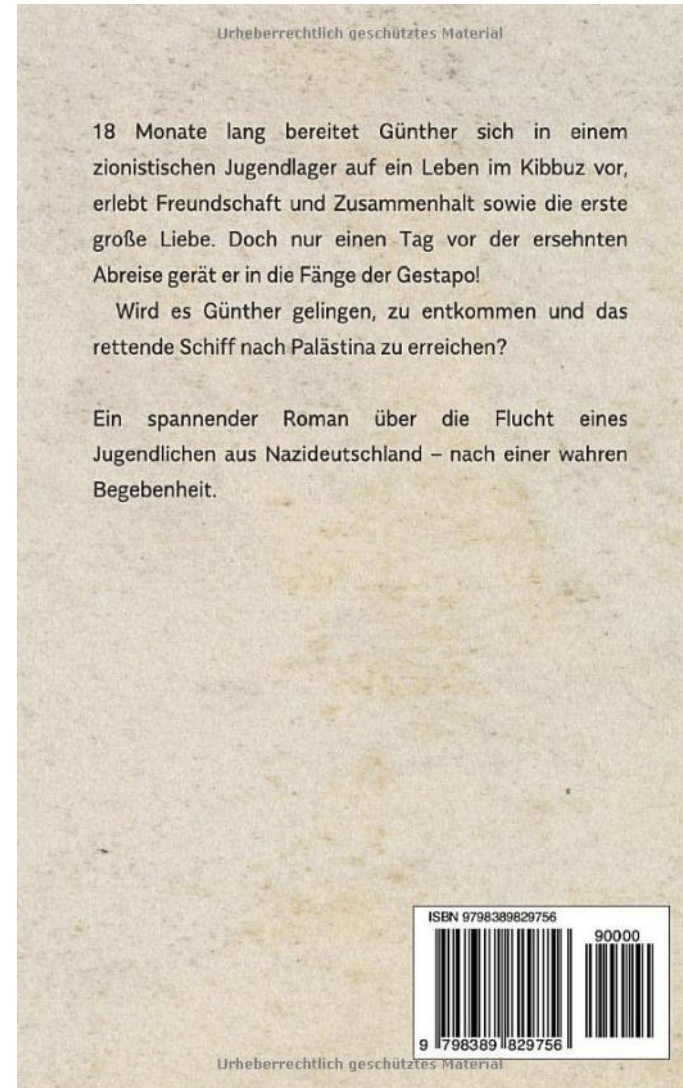 Urheberrechtlich geschütztes Material
18 Monate lang bereitet Günther sich in einem
zionistischen Jugendlager auf ein Leben im Kibbuz vor,
erlebt Freundschaft und Zusammenhalt sowie die erste
große Liebe. Doch nur einen Tag vor der ersehnten
Abreise gerät er in die Fänge der Gestapo!
Wird es Günther gelingen, zu entkommen und das
rettende Schiff nach Palästina zu erreichen?
Ein spannender Roman über die Flucht eines
Jugendlichen aus Nazideutschland – nach einer wahren
Begebenheit.
ISBN 9798389829756
90000
9 798389 829756
Urheberrechtlich geschütztes Material